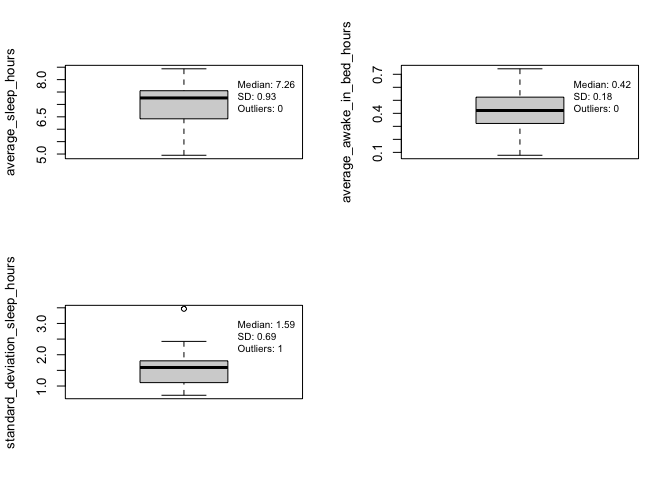 average_sleep_hours
8.0
6.5
5.0
Median: 7.26
SD: 0.93
Outliers: 0
average_awake_in_bed_hours
0.7
0.4
0.1
Median: 0.42
SD: 0.18
Outliers: 0
standard_deviation_sleep_hours
3.0
2.0
1.0
Median: 1.59
SD: 0.69
Outliers: 1